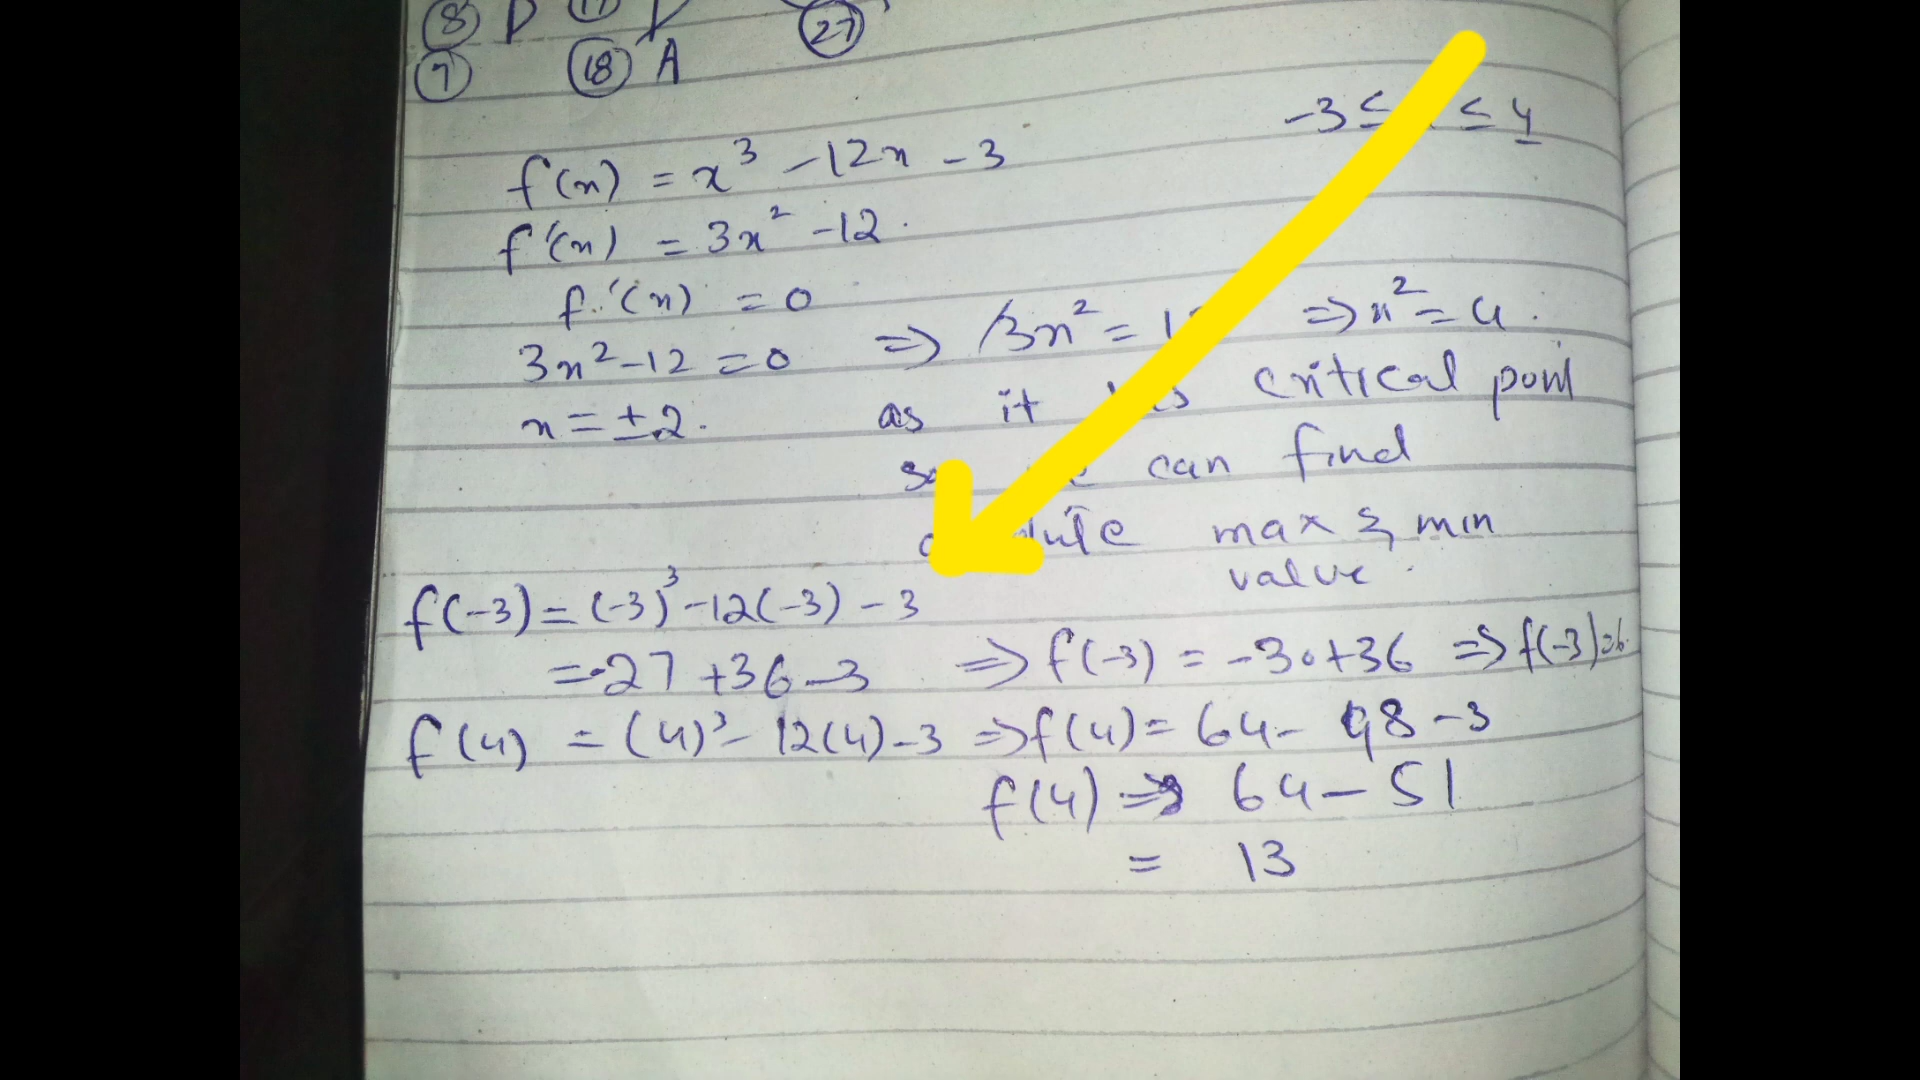 ⑧ D ⑰ D
⑦ ⑱ A ㉗
-3 ≤ ≤ 4
f(x) = x³ - 12x - 3
f'(x) = 3x² - 12.
f'(x) = 0
3x² - 12 = 0 ⇒ 3x² = 1 ⇒ x² = 4.
x = ±2. as it critical point
can find
max & min
value.
f(-3) = (-3)³ - 12(-3) - 3
= -27 + 36 - 3 ⇒ f(-3) = -30 + 36 ⇒ f(-3) = 6.
f(4) = (4)³ - 12(4) - 3 ⇒ f(4) = 64 - 48 - 3
f(4) ⇒ 64 - 51
= 13